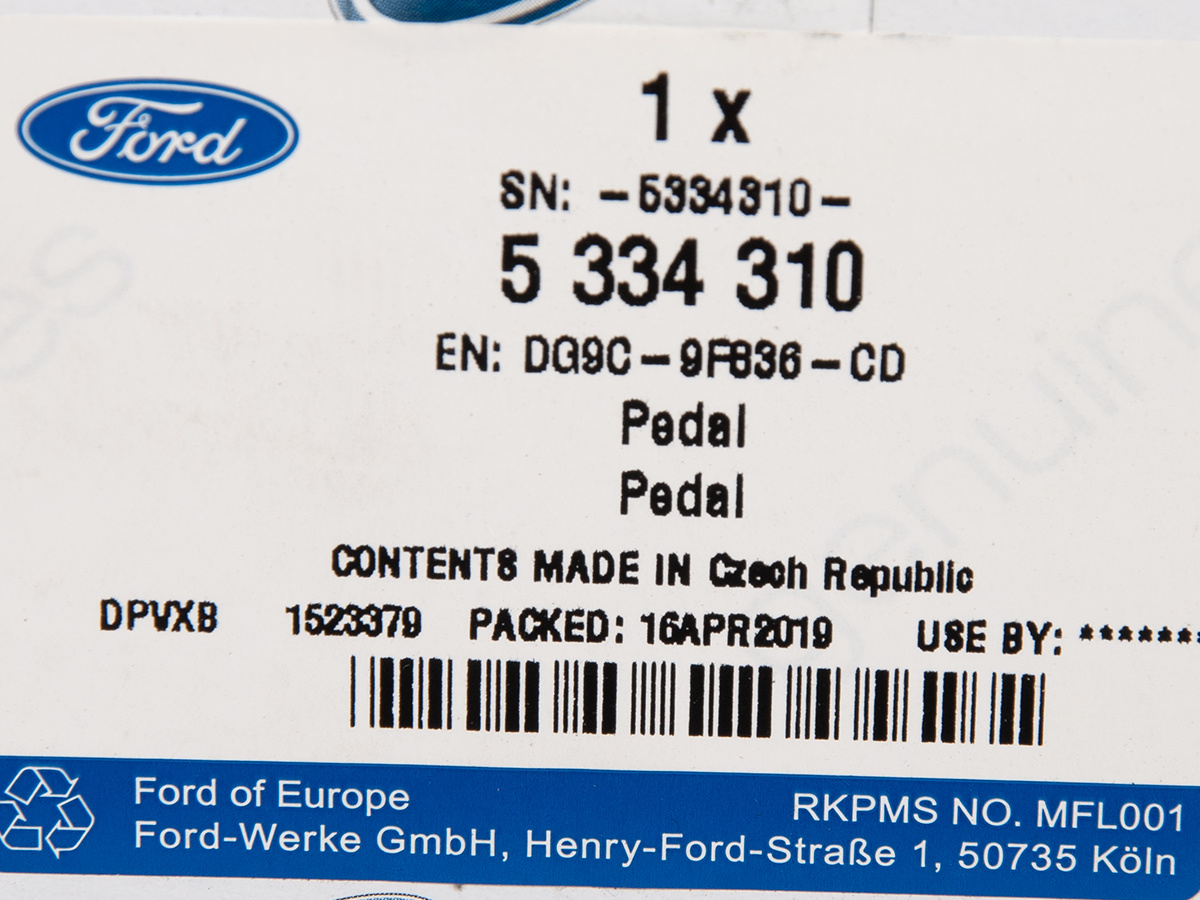 Ford
1 x
SN: -5334310-
5 334 310
EN: DG9C-9F836-CD
Pedal
Pedal
CONTENTS MADE IN Czech Republic
DPVXB 1523379 PACKED: 16APR2019 USE BY: *******
Ford of Europe
RKPMS NO. MFL001
Ford-Werke GmbH, Henry-Ford-Straße 1, 50735 Köln
genuine